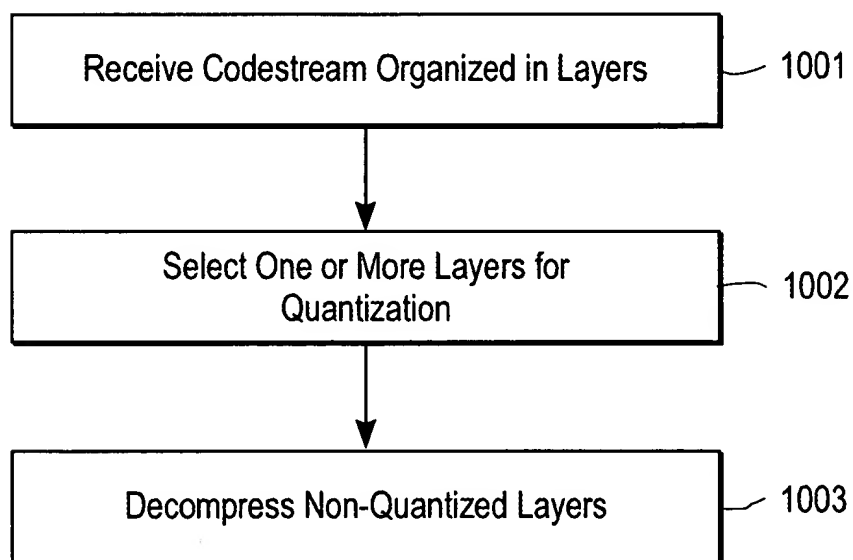 Receive Codestream Organized in Layers
1001
Select One or More Layers for
Quantization
1002
Decompress Non-Quantized Layers
1003